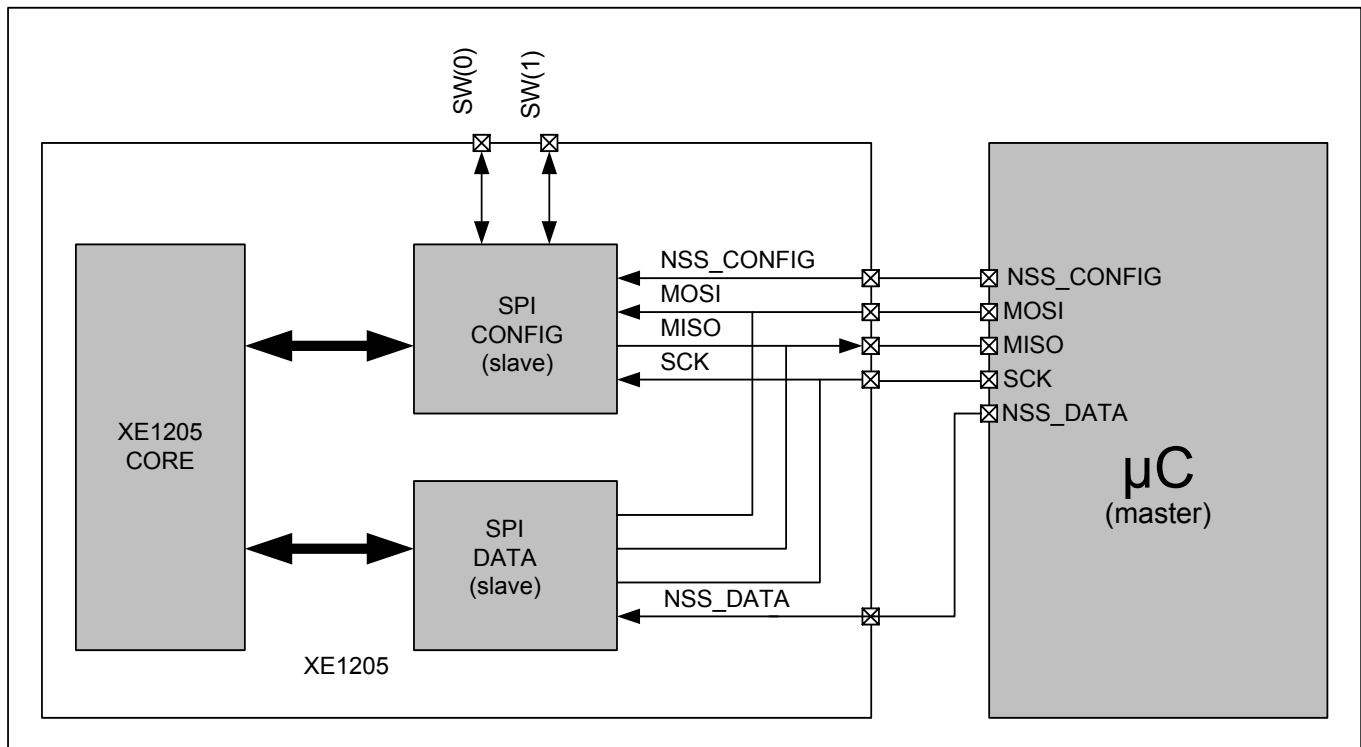 SW(0)
SW(1)
NSS_CONFIG
MOSI
MISO
SCK
SPI
CONFIG
(slave)
NSS_CONFIG
MOSI
MISO
SCK
NSS_DATA
µC
(master)
XE1205
CORE
SPI
DATA
(slave)
NSS_DATA
XE1205